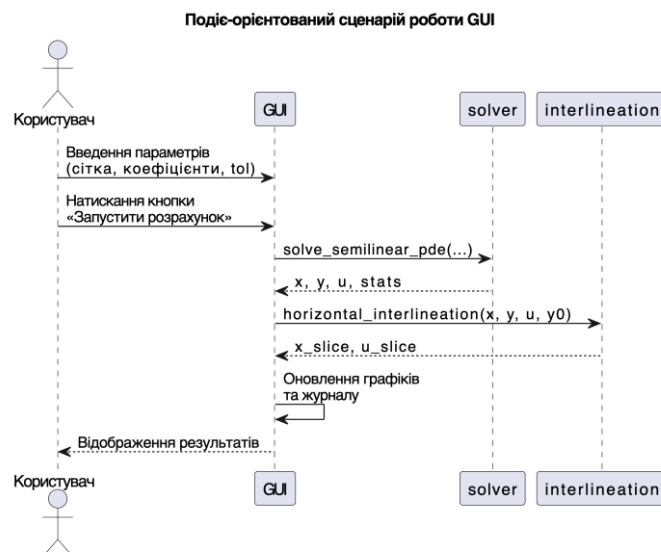 Подіє-орієнтований сценарій роботи GUI
Користувач
GUI
solver
interlineation
Введення параметрів
(сітка, коефіцієнти, tol)
Натискання кнопки
«Запустити розрахунок»
solve_semilinear_pde(...)
x, y, u, stats
horizontal_interlineation(x, y, u, y0)
x_slice, u_slice
Оновлення графіків
та журналу
Відображення результатів
Користувач
GUI
solver
interlineation